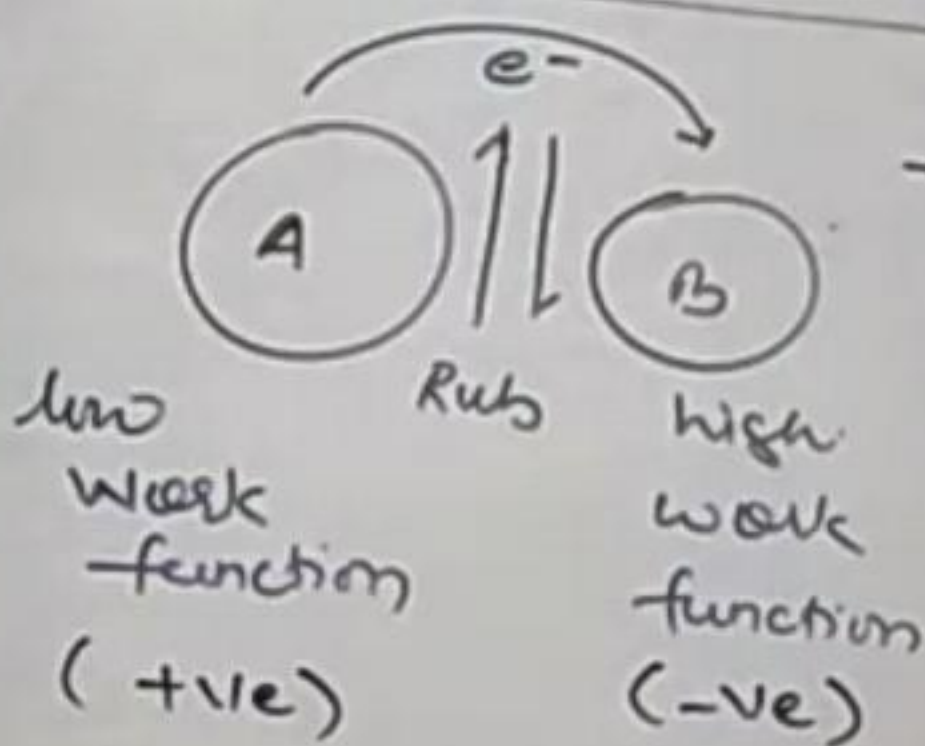 e-
A
B
Rub
low
work
function
(+ve)
high
work
function
(-ve)